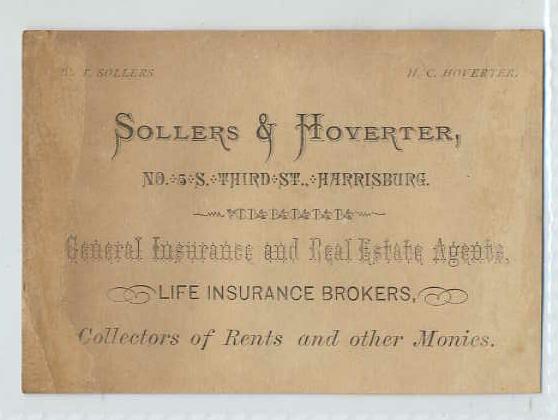 T. SOLLERS H. C. HOVERTER.
SOLLERS & HOVERTER,
NO. 5 S. THIRD ST., HARRISBURG.
General Insurance and Real Estate Agents,
LIFE INSURANCE BROKERS,
Collectors of Rents and other Monies.